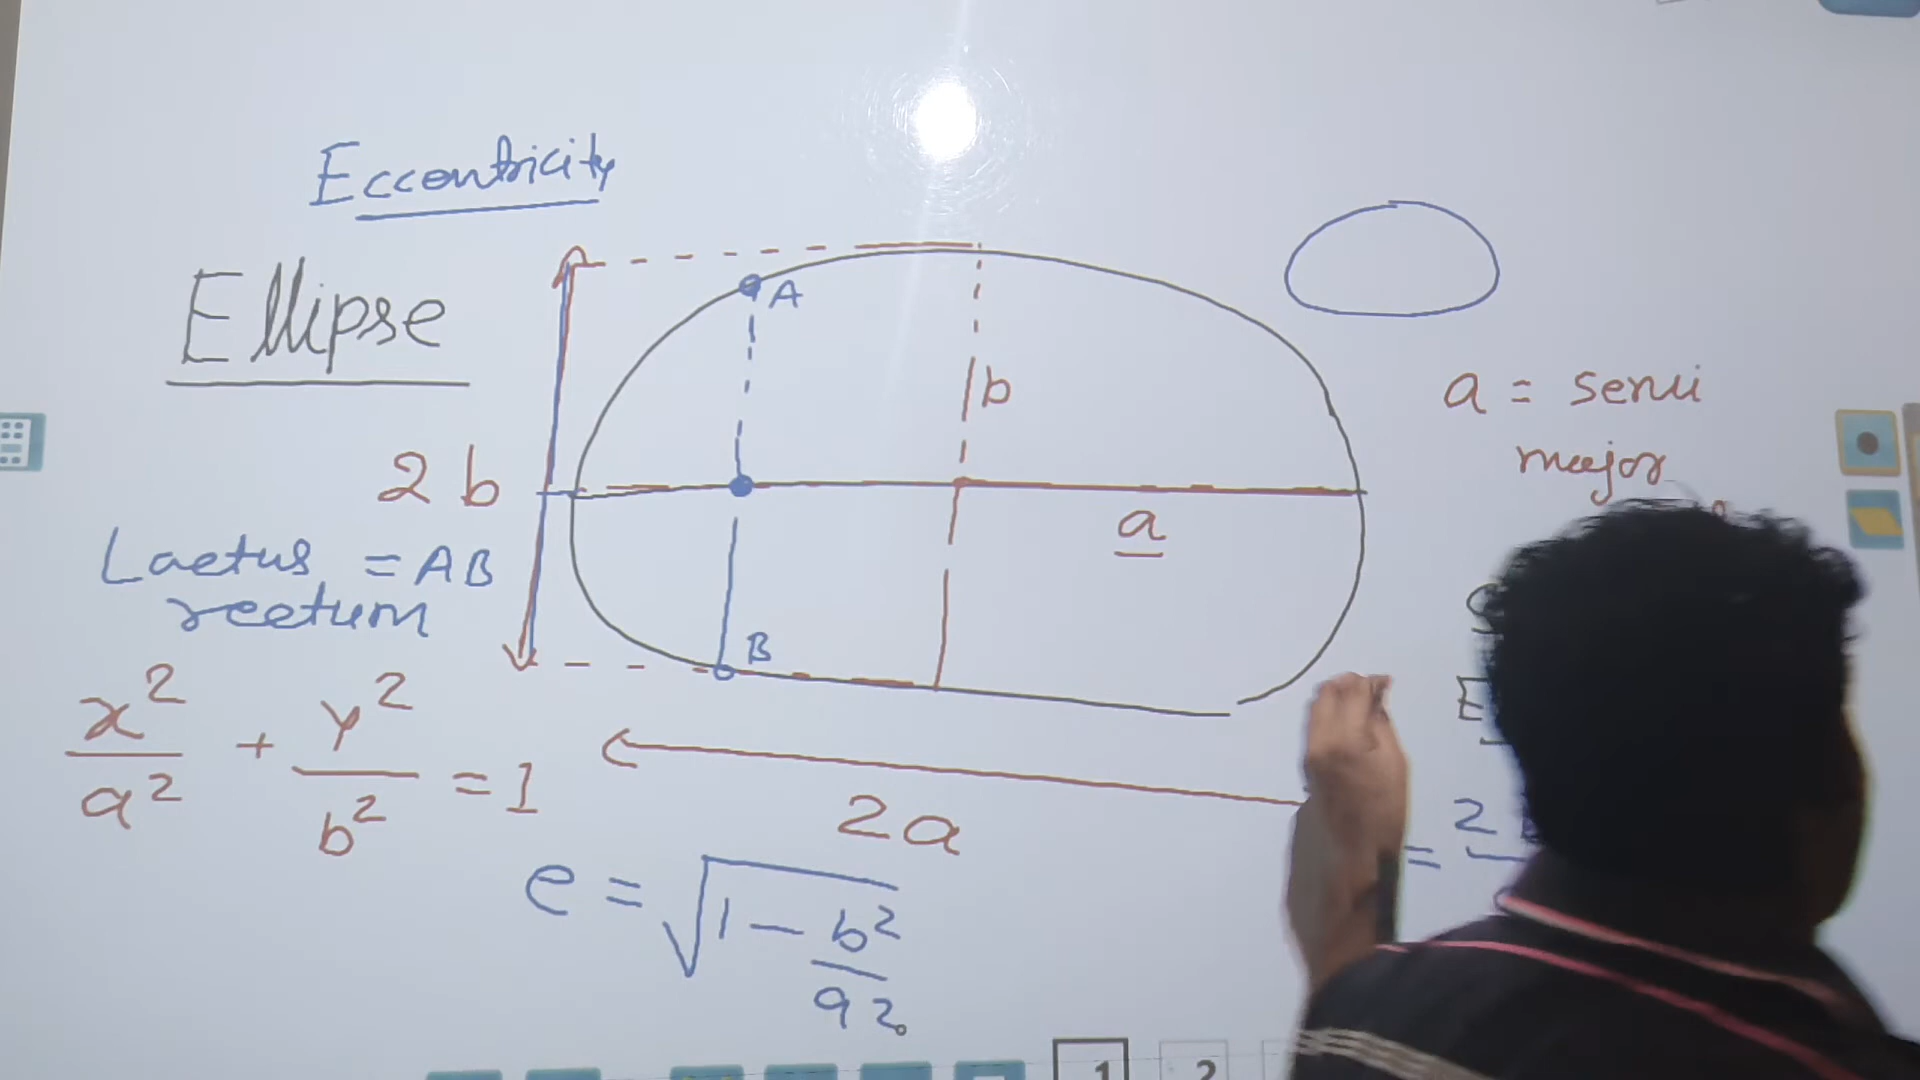 Eccentricity
Ellipse
A
b
a = semi
major
2b
a
Laetus = AB
rectum
B
x²/a² + y²/b² = 1
2a
= 2
e = √(1 - b²/a²)
1 2